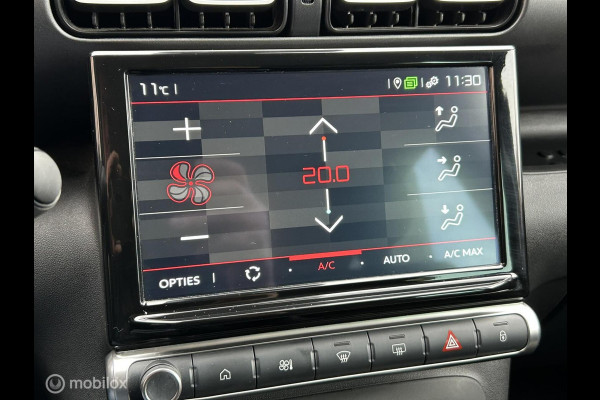 11°C
11:30
+
20.0
−
OPTIES A/C AUTO A/C MAX
mobilox